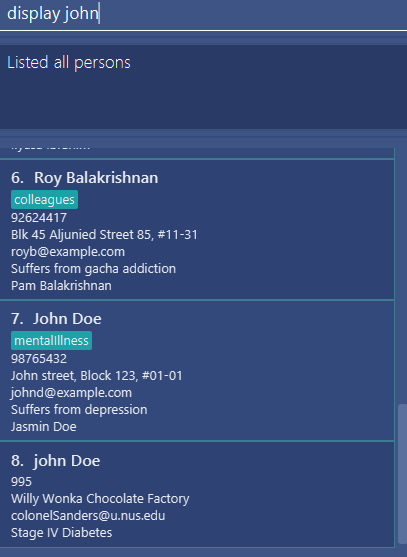 display john
Listed all persons
6. Roy Balakrishnan
colleagues
92624417
Blk 45 Aljunied Street 85, #11-31
royb@example.com
Suffers from gacha addiction
Pam Balakrishnan
7. John Doe
mentalIllness
98765432
John street, Block 123, #01-01
johnd@example.com
Suffers from depression
Jasmin Doe
8. john Doe
995
Willy Wonka Chocolate Factory
colonelSanders@u.nus.edu
Stage IV Diabetes